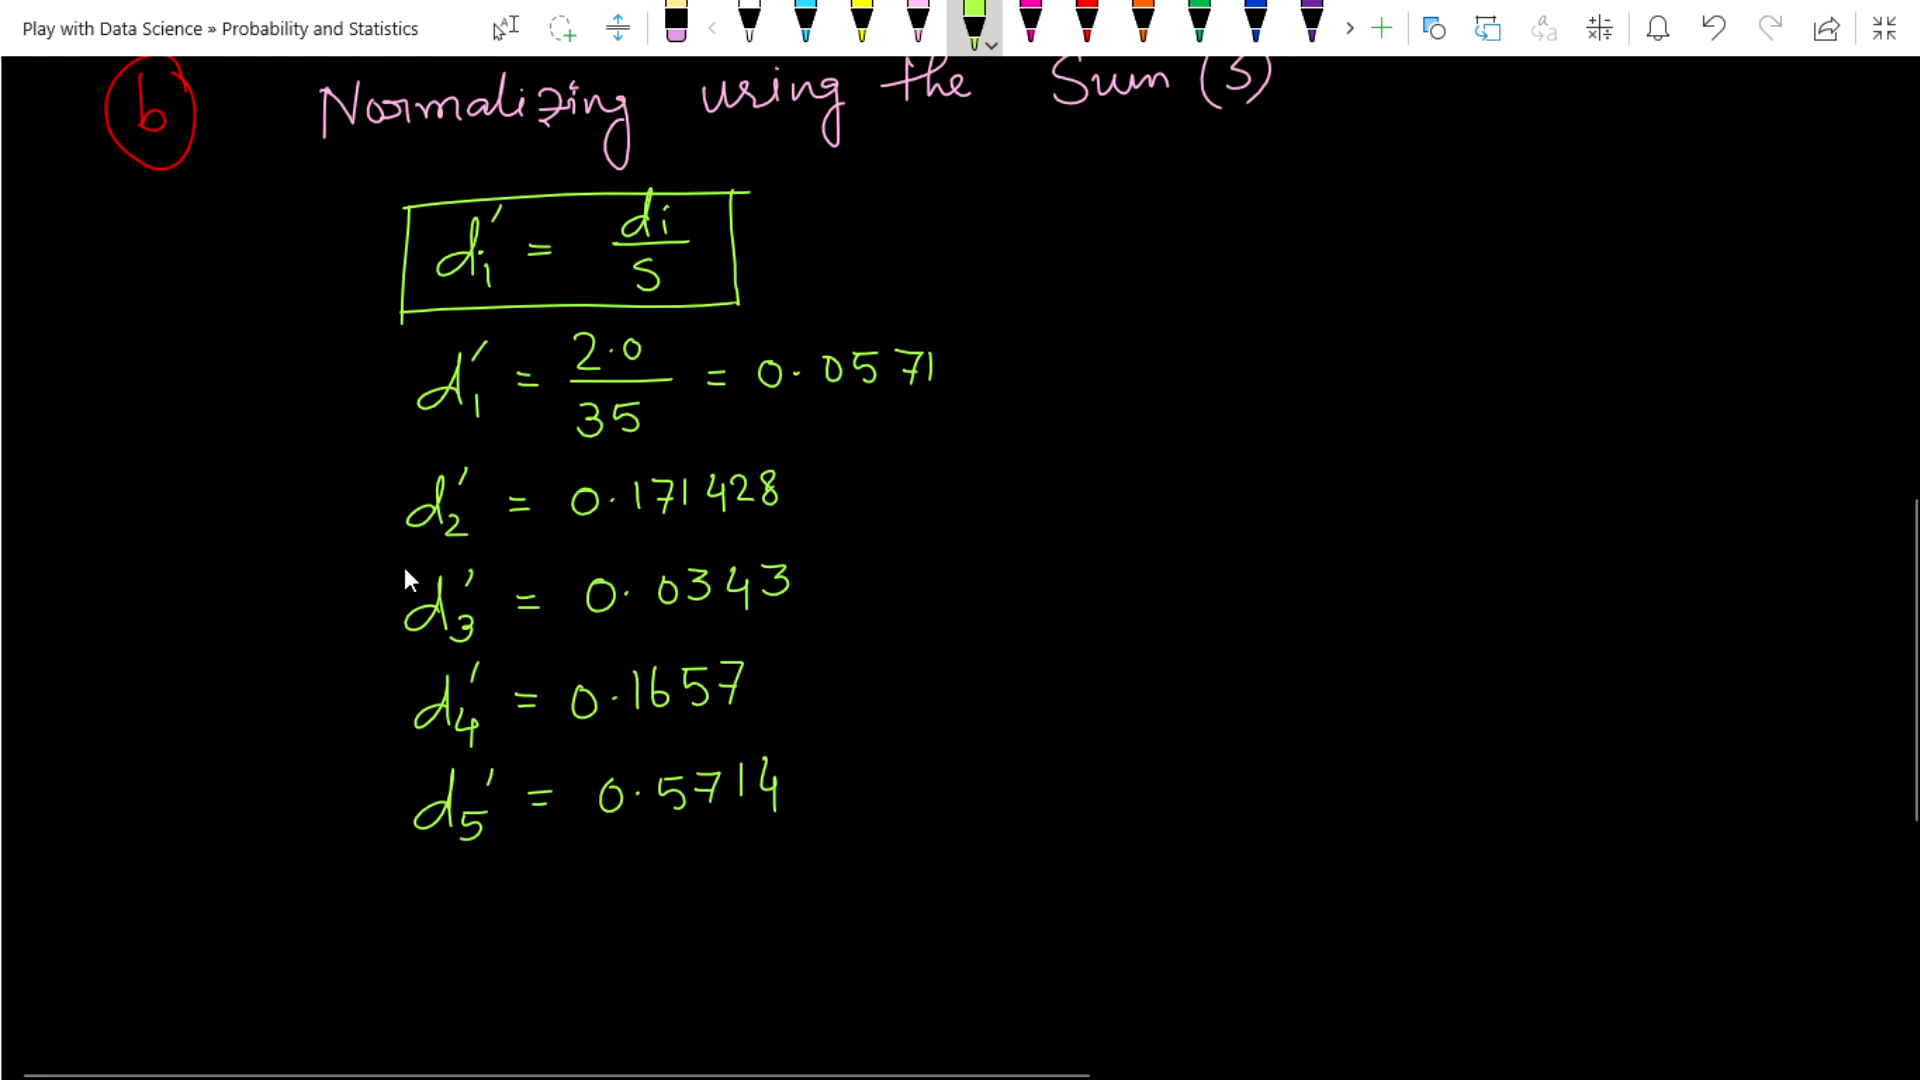 Play with Data Science » Probability and Statistics
b Normalizing using the Sum (S)
di' = di / S
d1' = 2.0 / 35 = 0.0571
d2' = 0.171428
d3' = 0.0343
d4' = 0.1657
d5' = 0.5714